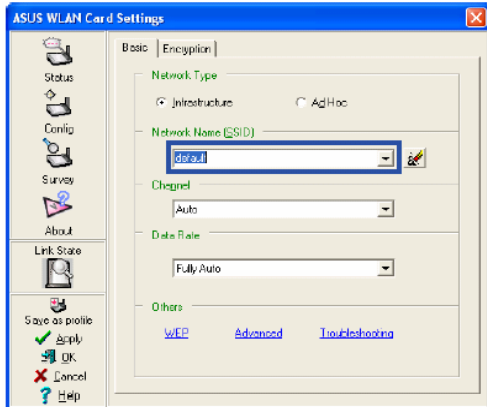 ASUS WLAN Card Settings
Status
Config
Survey
About
Link State
Save as profile
Apply
OK
Cancel
Help
Basic
Encryption
Network Type
Infrastructure
Ad Hoc
Network Name (SSID)
default
Channel
Auto
Data Rate
Fully Auto
Others
WEP Advanced Troubleshooting